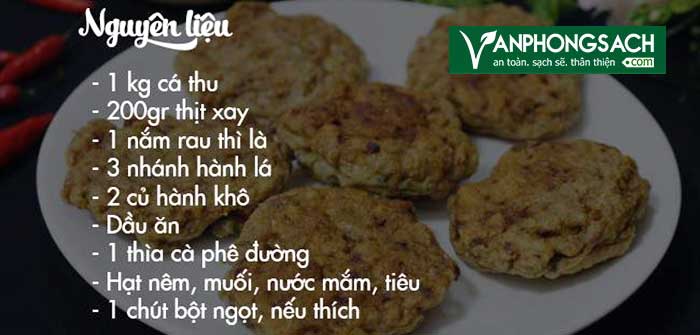 Nguyên liệu
VANPHONGSACH
an toàn. sạch sẽ. thân thiện .com
- 1 kg cá thu
- 200gr thịt xay
- 1 nắm rau thì là
- 3 nhánh hành lá
- 2 củ hành khô
- Dầu ăn
- 1 thìa cà phê đường
- Hạt nêm, muối, nước mắm, tiêu
- 1 chút bột ngọt, nếu thích